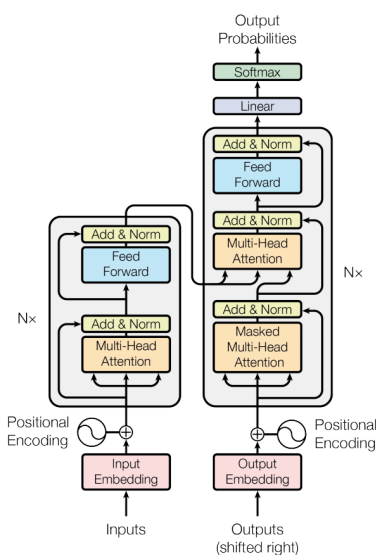 Output
Probabilities
Softmax
Linear
Add & Norm
Feed
Forward
Add & Norm
Multi-Head
Attention
Add & Norm
Masked
Multi-Head
Attention
N×
Add & Norm
Feed
Forward
Add & Norm
Multi-Head
Attention
N×
Positional
Encoding
Positional
Encoding
Input
Embedding
Output
Embedding
Inputs
Outputs
(shifted right)